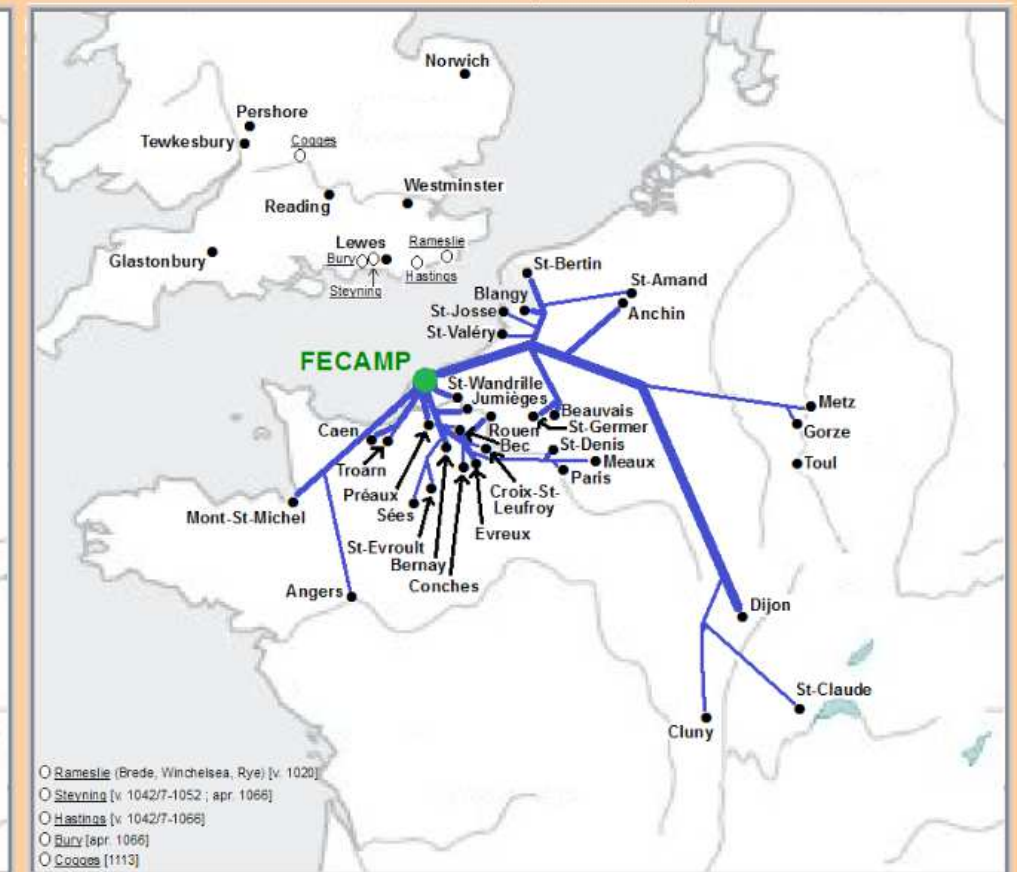 Norwich
Pershore
Tewkesbury
Cogges
Reading
Westminster
Glastonbury
Lewes
Rameslie
Bury
Hastings
Steyning
St-Bertin
St-Amand
Blangy
Anchin
St-Josse
St-Valéry
FECAMP
St-Wandrille
Jumièges
Beauvais
Metz
Caen
Rouen
St-Germer
Gorze
Bec
St-Denis
Troarn
Meaux
Toul
Paris
Préaux
Croix-St-
Leufroy
Mont-St-Michel
Sées
Evreux
St-Evroult
Bernay
Conches
Angers
Dijon
St-Claude
Cluny
Rameslie (Brede, Winchelsea, Rye) [v. 1020]
Steyning [v. 1042/7-1052 ; apr. 1066]
Hastings [v. 1042/7-1066]
Bury [apr. 1066]
Cogges [1113]